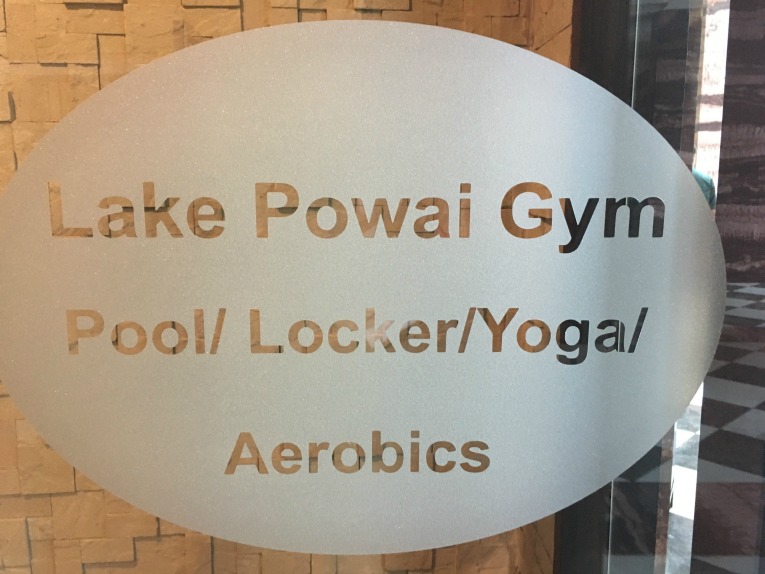 Lake Powai Gym
Pool/ Locker/Yoga/
Aerobics